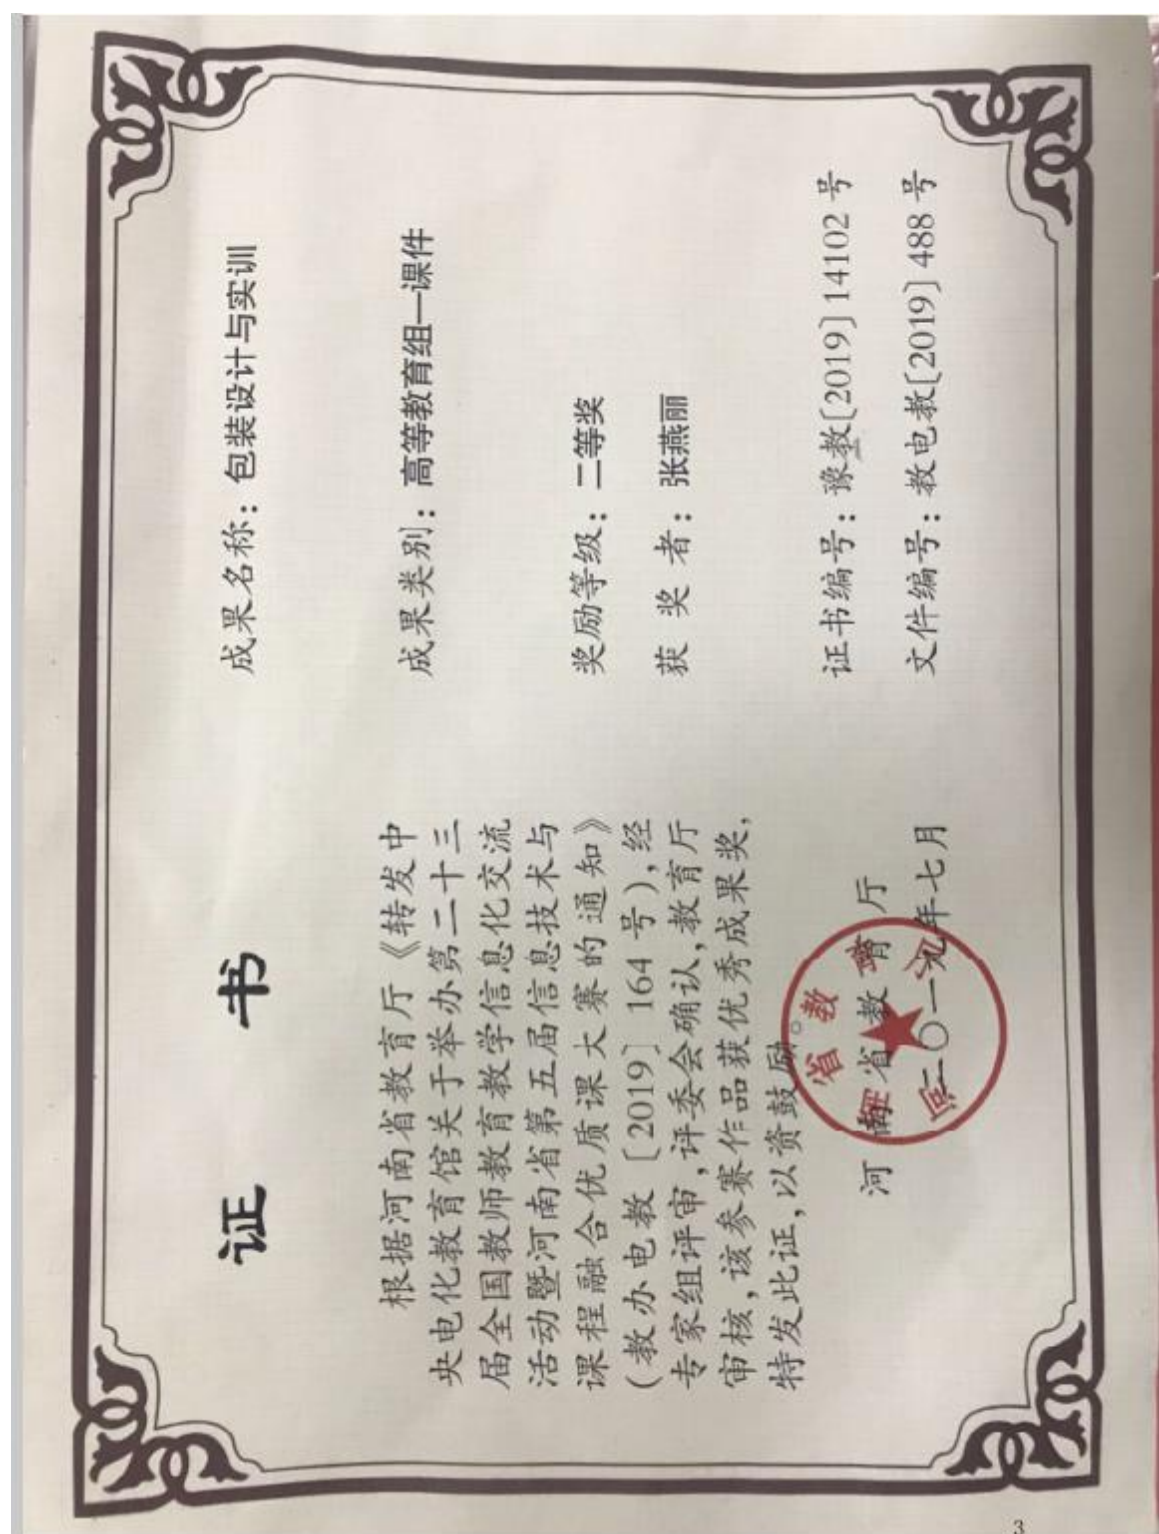 证 书
根据河南省教育厅《转发中
央电化教育馆关于举办第二十三
届全国教师教育教学信息化交流
活动暨河南省第五届信息技术与
课程融合优质课大赛的通知》
(教办电教〔2019〕164号),经
专家组评审,评委会确认,教育厅
审核,该参赛作品获优秀成果奖,
特发此证,以资鼓励。
河南省教育厅
二〇一九年七月
成果名称:包装设计与实训
成果类别:高等教育组—课件
奖励等级:二等奖
获奖者:张燕丽
证书编号:豫教〔2019〕14102号
文件编号:教电教〔2019〕488号
3